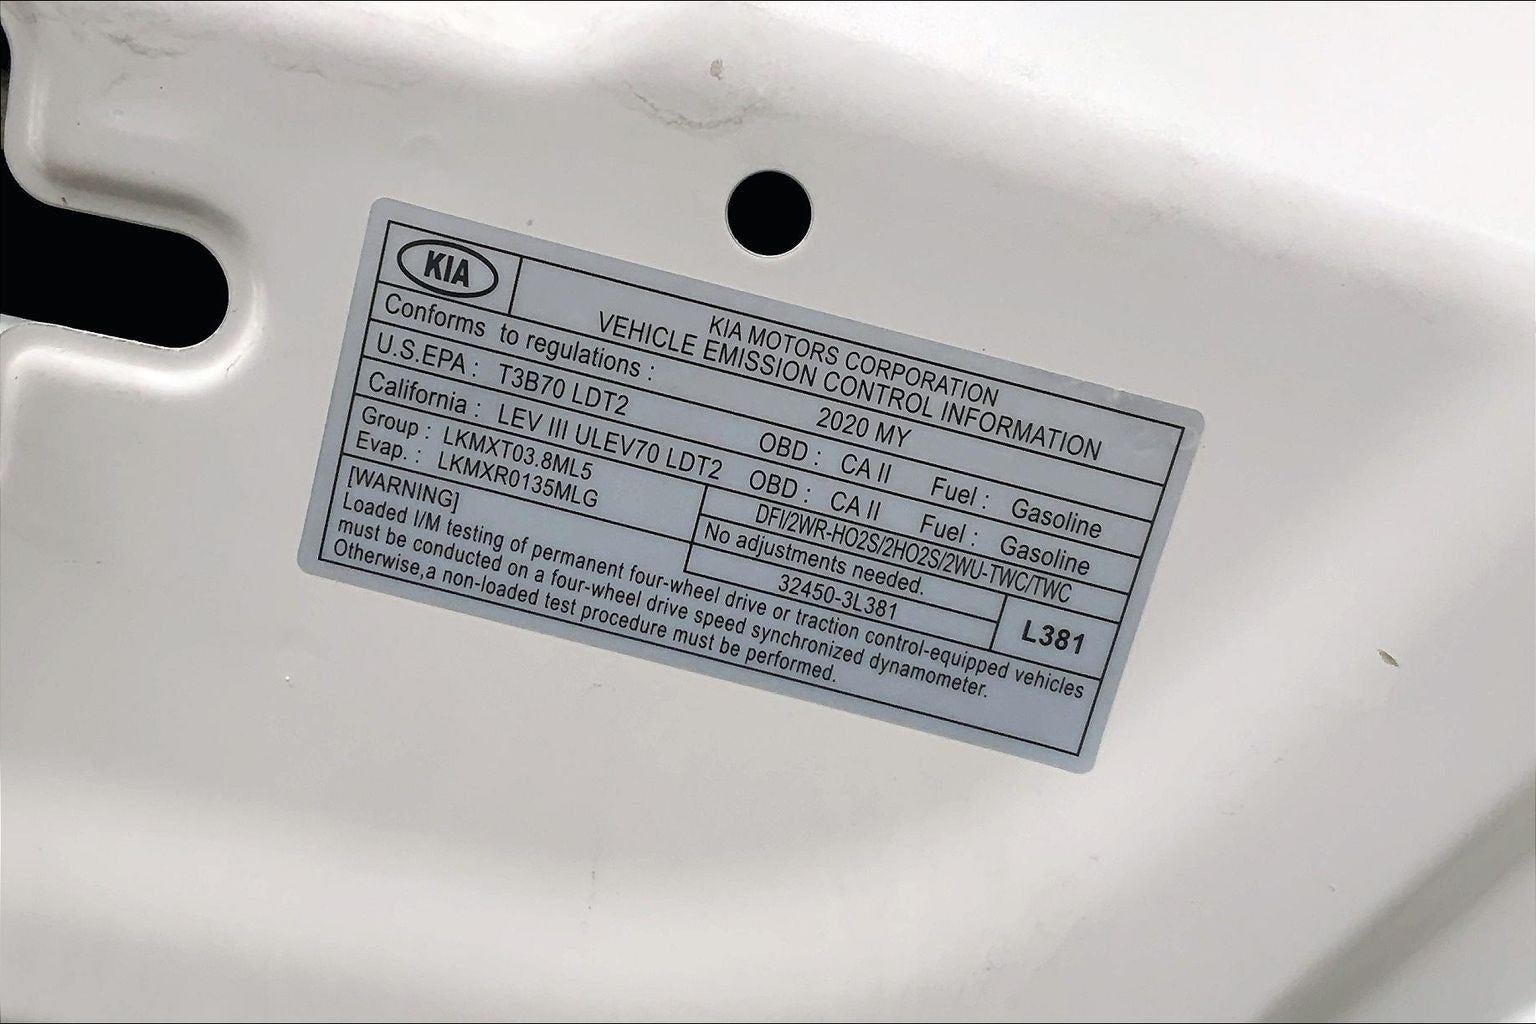 KIA
KIA MOTORS CORPORATION
VEHICLE EMISSION CONTROL INFORMATION
Conforms to regulations : 2020 MY
U.S.EPA : T3B70 LDT2 OBD : CA II Fuel : Gasoline
California : LEV III ULEV70 LDT2 OBD : CA II Fuel : Gasoline
Group : LKMXT03.8ML5
Evap. : LKMXR0135MLG
DFI/2WR-HO2S/2HO2S/2WU-TWC/TWC
No adjustments needed.
32450-3L381
L381
[WARNING]
Loaded I/M testing of permanent four-wheel drive or traction control-equipped vehicles
must be conducted on a four-wheel drive speed synchronized dynamometer.
Otherwise,a non-loaded test procedure must be performed.